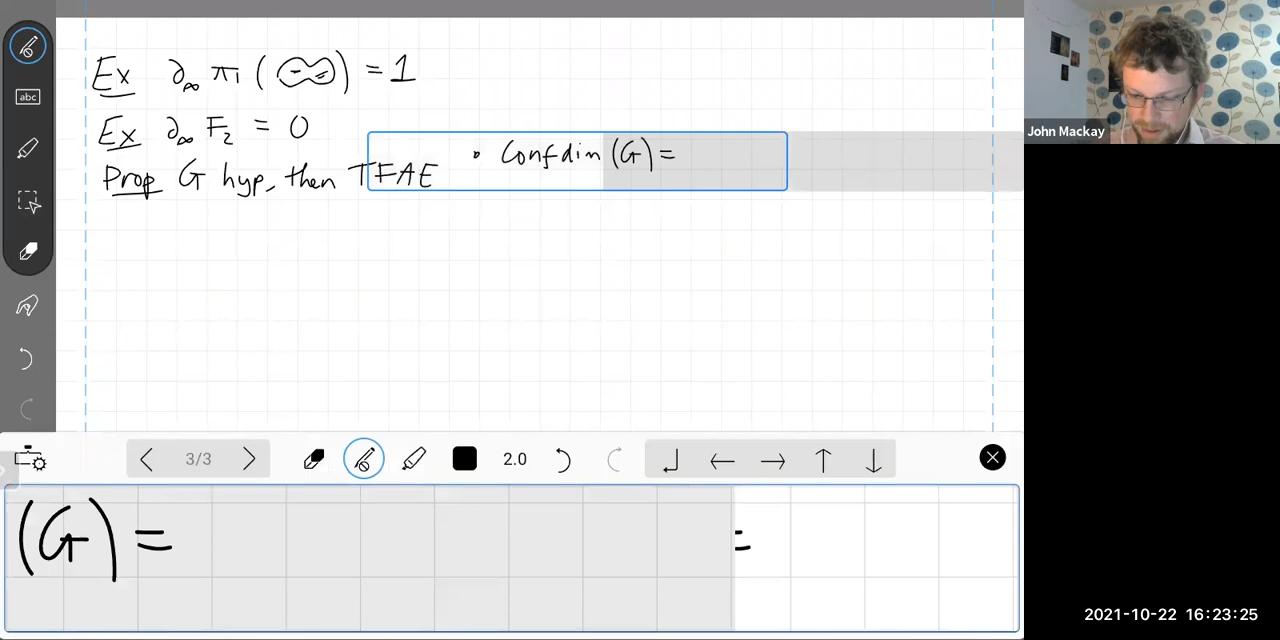 Ex ∂∞ π1 ( ) = 1
Ex ∂∞ F2 = 0
Prop G hyp, then TFAE
• Confdim (G) =
John Mackay
abc
3/3
2.0
(G) =
=
2021-10-22 16:23:25